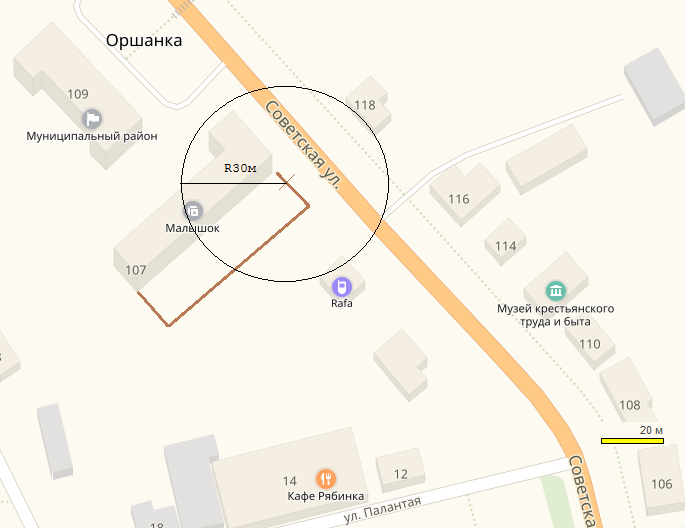 Оршанка
109
Муниципальный район
118
Советская ул.
R30м
116
Малышок
114
107
Rafa
Музей крестьянского
труда и быта
110
108
20 м
14
12
Кафе Рябинка
Советска
106
ул. Палантая
18